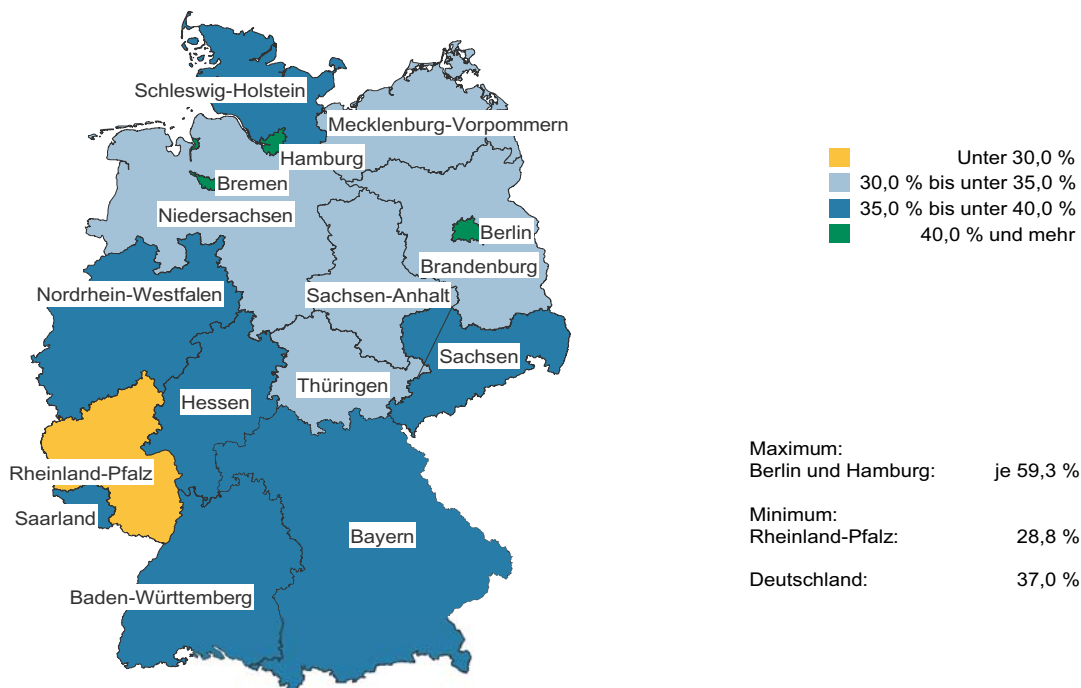 Schleswig-Holstein
Mecklenburg-Vorpommern
Hamburg
Bremen
Niedersachsen
Berlin
Brandenburg
Nordrhein-Westfalen
Sachsen-Anhalt
Sachsen
Thüringen
Hessen
Rheinland-Pfalz
Saarland
Bayern
Baden-Württemberg
Unter 30,0 %
30,0 % bis unter 35,0 %
35,0 % bis unter 40,0 %
40,0 % und mehr
Maximum:
Berlin und Hamburg: je 59,3 %
Minimum:
Rheinland-Pfalz: 28,8 %
Deutschland: 37,0 %